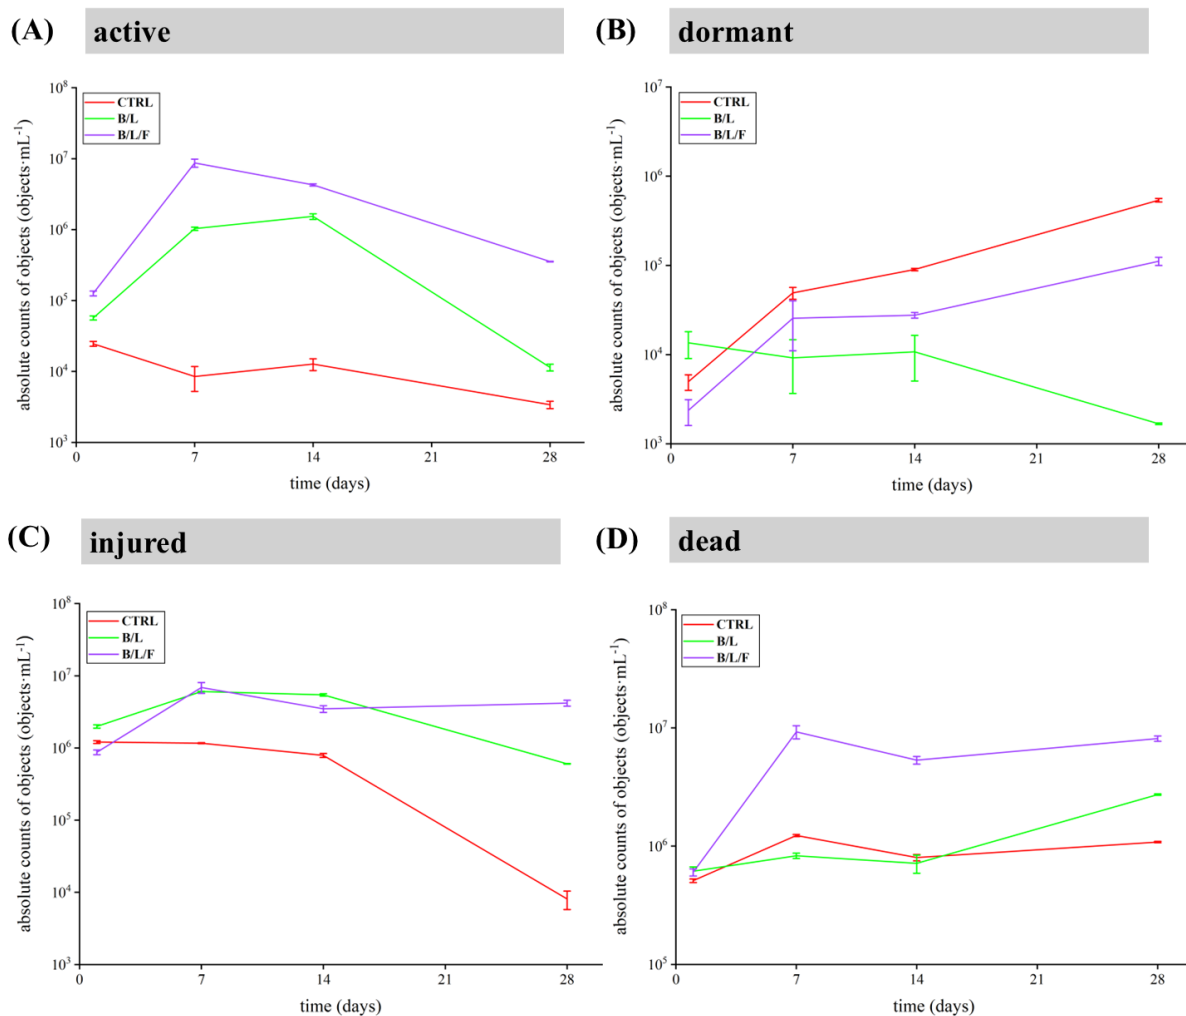 (A) active
absolute counts of objects (objects·mL⁻¹)
10⁸
10⁷
10⁶
10⁵
10⁴
10³
CTRL
B/L
B/L/F
0 7 14 21 28
time (days)
(B) dormant
absolute counts of objects (objects·mL⁻¹)
10⁷
10⁶
10⁵
10⁴
10³
CTRL
B/L
B/L/F
0 7 14 21 28
time (days)
(C) injured
absolute counts of objects (objects·mL⁻¹)
10⁸
10⁷
10⁶
10⁵
10⁴
10³
CTRL
B/L
B/L/F
0 7 14 21 28
time (days)
(D) dead
absolute counts of objects (objects·mL⁻¹)
10⁸
10⁷
10⁶
10⁵
CTRL
B/L
B/L/F
0 7 14 21 28
time (days)